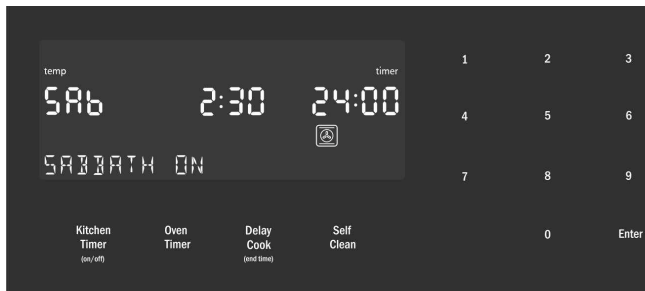 temp timer
SAb 2:30 24:00
SABBATH ON
Kitchen Timer (on/off)
Oven Timer
Delay Cook (end time)
Self Clean
1 2 3
4 5 6
7 8 9
0 Enter